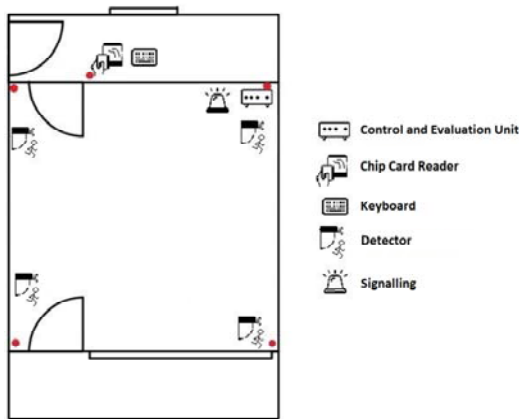 Control and Evaluation Unit
Chip Card Reader
Keyboard
Detector
Signalling